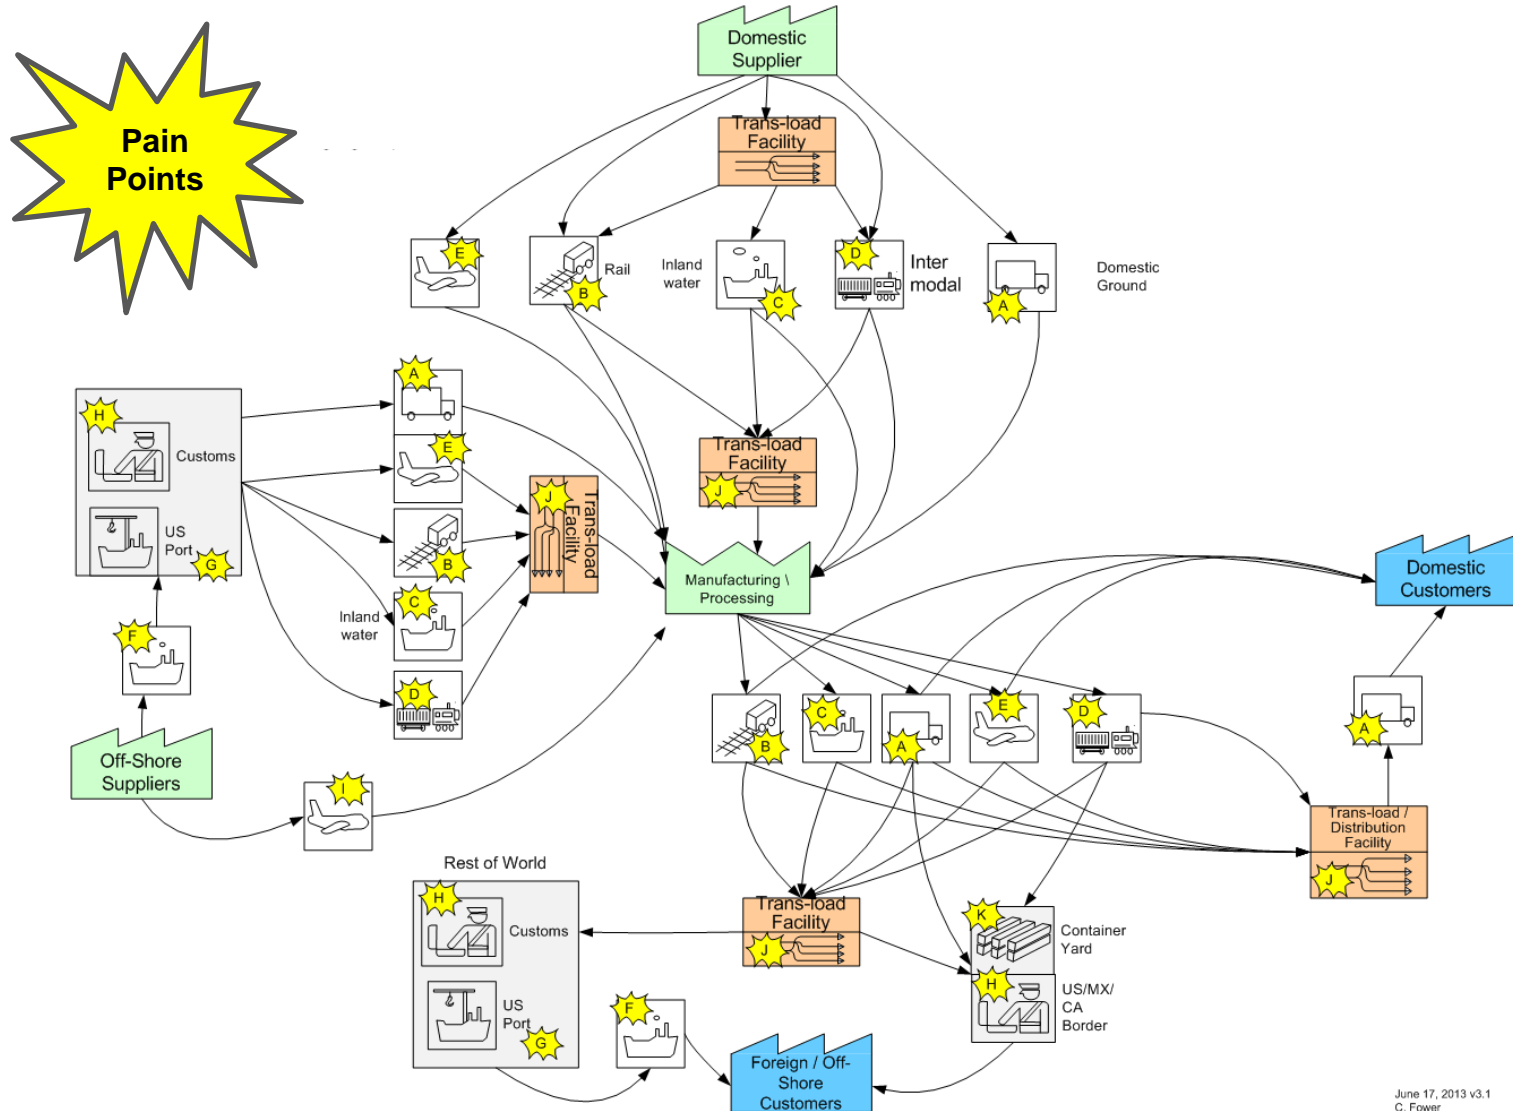 Pain
Points
Domestic
Supplier
Trans-load
Facility
E
B
Rail
Inland
water
C
D
Inter
modal
A
Domestic
Ground
H
Customs
US
Port
G
F
Off-Shore
Suppliers
I
A
E
B
Inland
water
C
D
J
Trans-load
Facility
Trans-load
Facility
J
Manufacturing \
Processing
Domestic
Customers
B
C
A
E
D
A
Trans-load /
Distribution
Facility
J
Rest of World
H
Customs
US
Port
G
F
Trans-load
Facility
J
K
Container
Yard
H
US/MX/
CA
Border
Foreign / Off-
Shore
Customers
June 17, 2013 v3.1
C. Fower